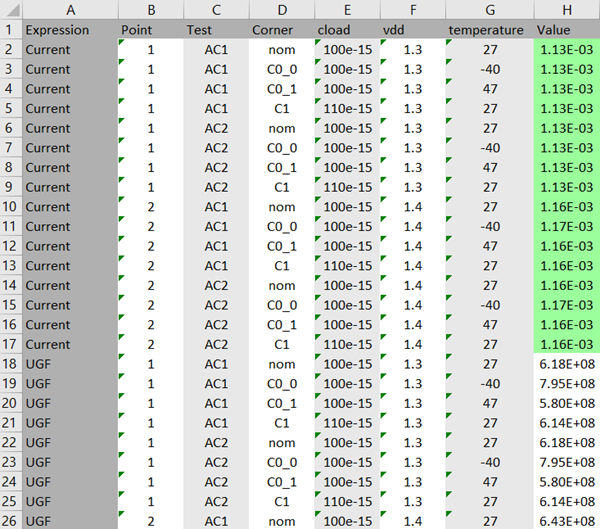 A B C D E F G H
1 Expression Point Test Corner cload vdd temperature Value
2 Current 1 AC1 nom 100e-15 1.3 27 1.13E-03
3 Current 1 AC1 C0_0 100e-15 1.3 -40 1.13E-03
4 Current 1 AC1 C0_1 100e-15 1.3 47 1.13E-03
5 Current 1 AC1 C1 110e-15 1.3 27 1.13E-03
6 Current 1 AC2 nom 100e-15 1.3 27 1.13E-03
7 Current 1 AC2 C0_0 100e-15 1.3 -40 1.13E-03
8 Current 1 AC2 C0_1 100e-15 1.3 47 1.13E-03
9 Current 1 AC2 C1 110e-15 1.3 27 1.13E-03
10 Current 2 AC1 nom 100e-15 1.4 27 1.16E-03
11 Current 2 AC1 C0_0 100e-15 1.4 -40 1.17E-03
12 Current 2 AC1 C0_1 100e-15 1.4 47 1.16E-03
13 Current 2 AC1 C1 110e-15 1.4 27 1.16E-03
14 Current 2 AC2 nom 100e-15 1.4 27 1.16E-03
15 Current 2 AC2 C0_0 100e-15 1.4 -40 1.17E-03
16 Current 2 AC2 C0_1 100e-15 1.4 47 1.16E-03
17 Current 2 AC2 C1 110e-15 1.4 27 1.16E-03
18 UGF 1 AC1 nom 100e-15 1.3 27 6.18E+08
19 UGF 1 AC1 C0_0 100e-15 1.3 -40 7.95E+08
20 UGF 1 AC1 C0_1 100e-15 1.3 47 5.80E+08
21 UGF 1 AC1 C1 110e-15 1.3 27 6.14E+08
22 UGF 1 AC2 nom 100e-15 1.3 27 6.18E+08
23 UGF 1 AC2 C0_0 100e-15 1.3 -40 7.95E+08
24 UGF 1 AC2 C0_1 100e-15 1.3 47 5.80E+08
25 UGF 1 AC2 C1 110e-15 1.3 27 6.14E+08
26 UGF 2 AC1 nom 100e-15 1.4 27 6.43E+08